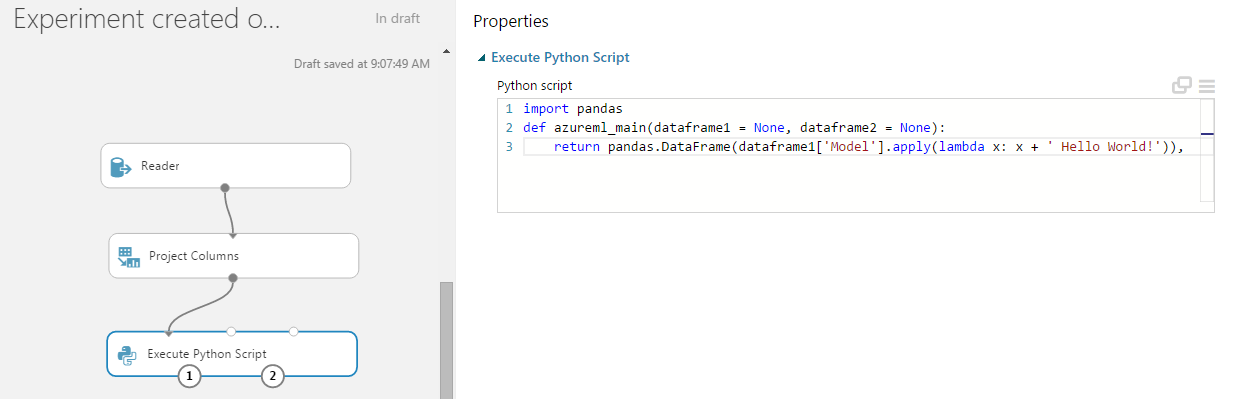 Experiment created o...
In draft
Draft saved at 9:07:49 AM
Reader
Project Columns
Execute Python Script
1
2
Properties
Execute Python Script
Python script
1 import pandas
2 def azureml_main(dataframe1 = None, dataframe2 = None):
3     return pandas.DataFrame(dataframe1['Model'].apply(lambda x: x + ' Hello World!')),